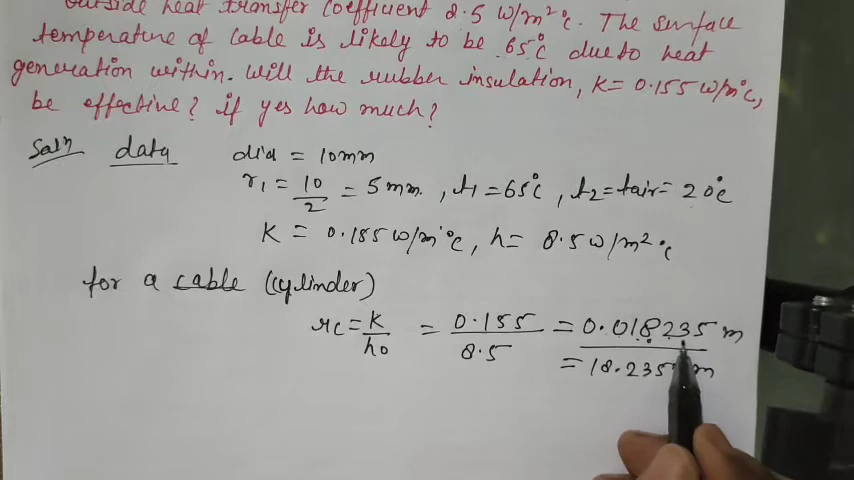 outside heat transfer coefficient 8.5 W/m²°c. The surface
temperature of cable is likely to be 65°C due to heat
generation within. Will the rubber insulation, K = 0.155 W/m°C,
be effective? if yes how much?
Soln data dia = 10mm
r1 = 10/2 = 5mm, t1 = 65°C, t2 = tair = 20°C
K = 0.155 W/m°C, h = 8.5 W/m²°c
for a cable (cylinder)
rc = K/ho = 0.155/8.5 = 0.018235 m
= 18.235 m